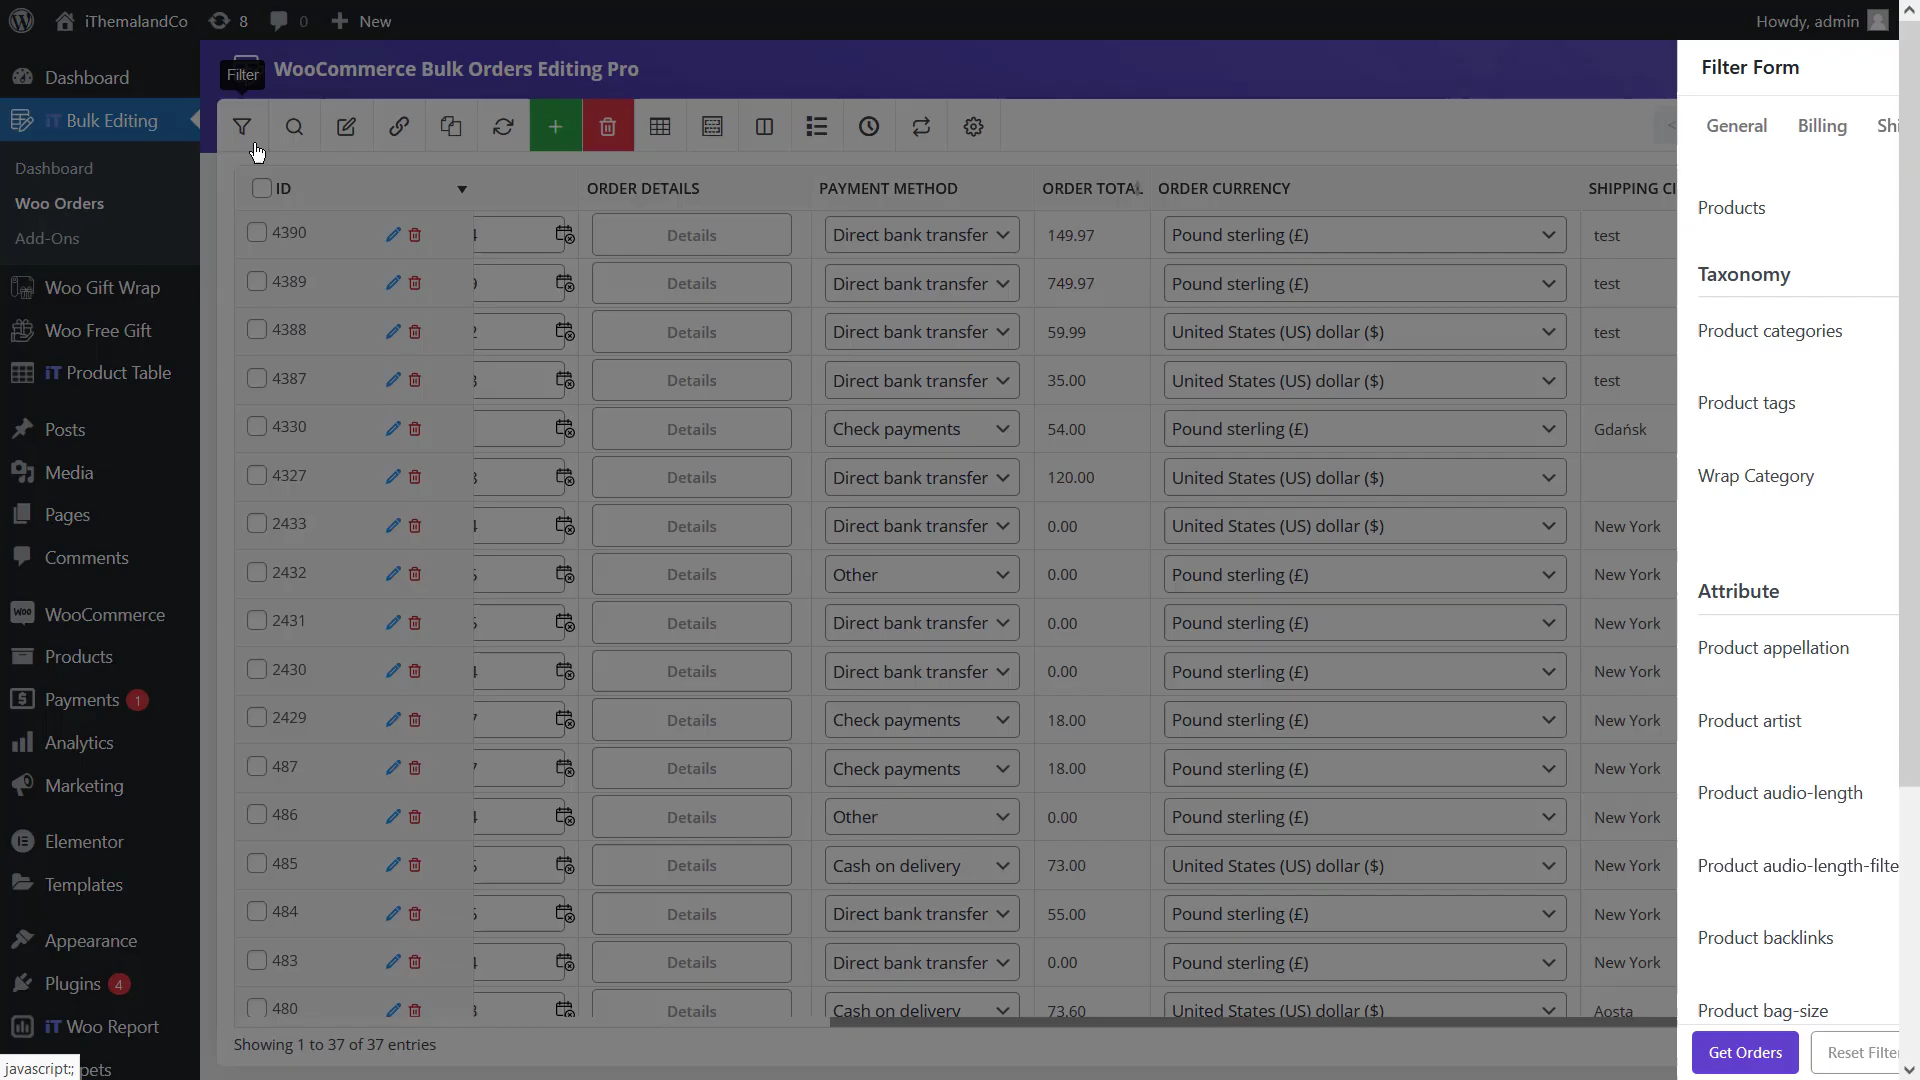 iThemalandCo 8 0 New Howdy, admin
Dashboard
iT Bulk Editing
Dashboard
Woo Orders
Add-Ons
Woo Gift Wrap
Woo Free Gift
iT Product Table
Posts
Media
Pages
Comments
WooCommerce
Products
Payments 1
Analytics
Marketing
Elementor
Templates
Appearance
Plugins 4
iT Woo Report
javascript:;
Filter
WooCommerce Bulk Orders Editing Pro
ID ORDER DETAILS PAYMENT METHOD ORDER TOTAL ORDER CURRENCY SHIPPING
4390 4 Details Direct bank transfer 149.97 Pound sterling (£) test
4389 Details Direct bank transfer 749.97 Pound sterling (£) test
4388 2 Details Direct bank transfer 59.99 United States (US) dollar ($) test
4387 3 Details Direct bank transfer 35.00 United States (US) dollar ($) test
4330 Details Check payments 54.00 Pound sterling (£) Gdańsk
4327 3 Details Direct bank transfer 120.00 United States (US) dollar ($)
2433 4 Details Direct bank transfer 0.00 United States (US) dollar ($) New York
2432 Details Other 0.00 Pound sterling (£) New York
2431 Details Direct bank transfer 0.00 Pound sterling (£) New York
2430 4 Details Direct bank transfer 0.00 Pound sterling (£) New York
2429 Details Check payments 18.00 Pound sterling (£) New York
487 Details Check payments 18.00 Pound sterling (£) New York
486 4 Details Other 0.00 Pound sterling (£) New York
485 Details Cash on delivery 73.00 United States (US) dollar ($) New York
484 Details Direct bank transfer 55.00 Pound sterling (£) New York
483 4 Details Direct bank transfer 0.00 Pound sterling (£) New York
480 3 Details Cash on delivery 73.60 United States (US) dollar ($) Aosta
Showing 1 to 37 of 37 entries
Filter Form
General Billing
Products
Taxonomy
Product categories
Product tags
Wrap Category
Attribute
Product appellation
Product artist
Product audio-length
Product audio-length-filte
Product backlinks
Product bag-size
Get Orders Reset Filte